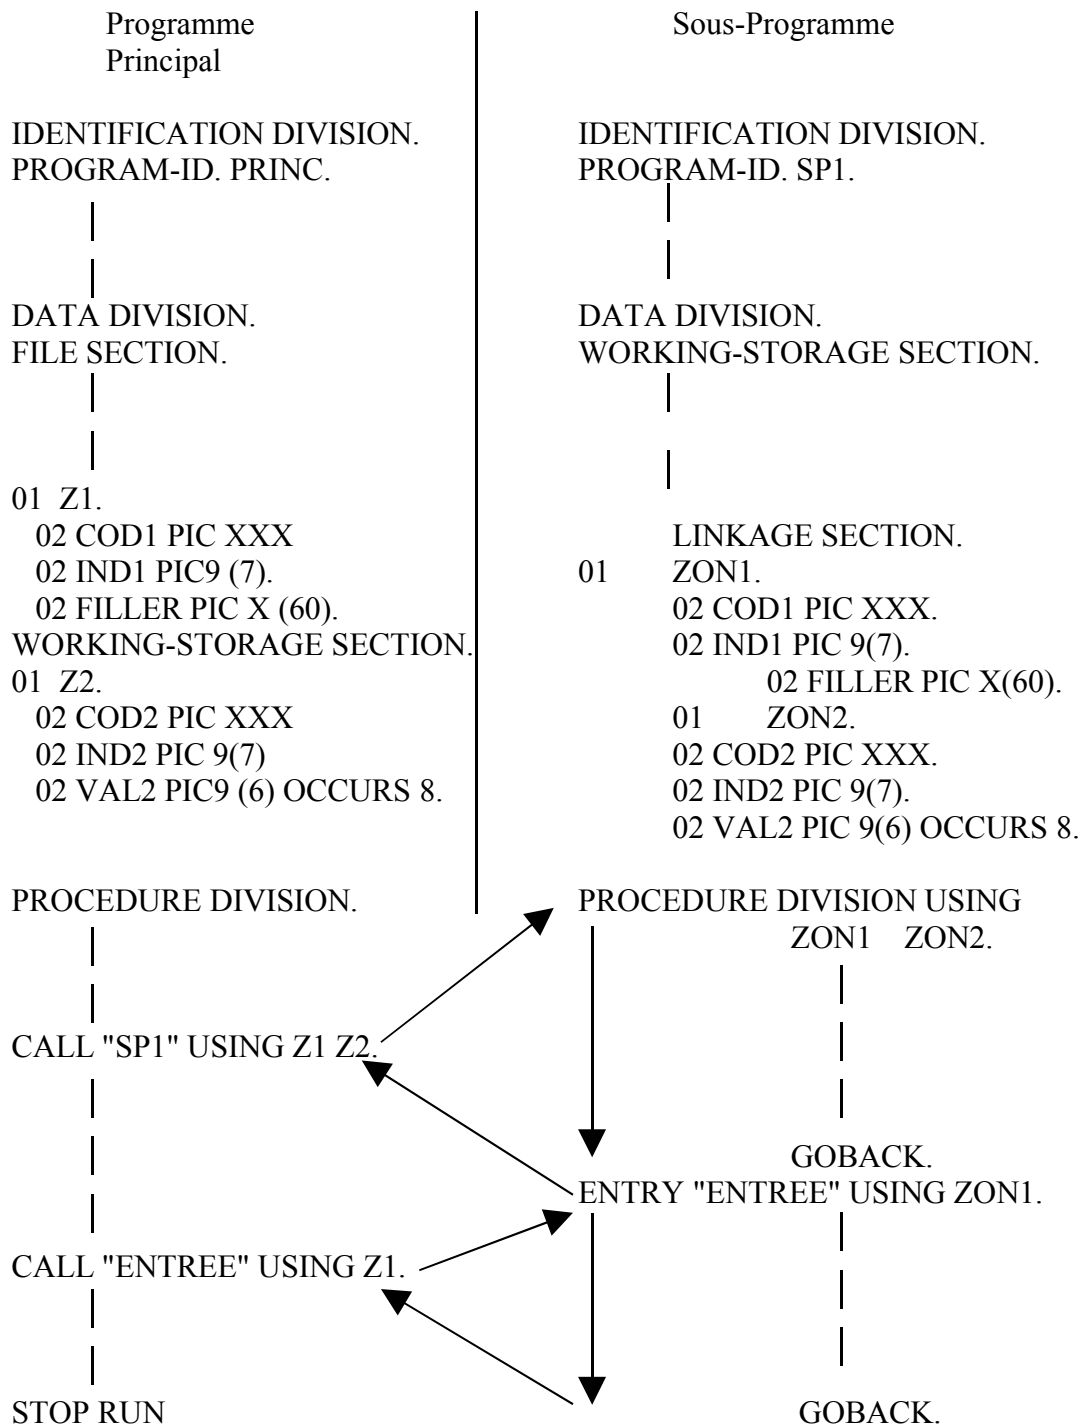 Programme
Principal
IDENTIFICATION DIVISION.
PROGRAM-ID. PRINC.
DATA DIVISION.
FILE SECTION.
01 Z1.
02 COD1 PIC XXX
02 IND1 PIC9 (7).
02 FILLER PIC X (60).
WORKING-STORAGE SECTION.
01 Z2.
02 COD2 PIC XXX
02 IND2 PIC 9(7)
02 VAL2 PIC9 (6) OCCURS 8.
PROCEDURE DIVISION.
CALL "SP1" USING Z1 Z2.
CALL "ENTREE" USING Z1.
STOP RUN
Sous-Programme
IDENTIFICATION DIVISION.
PROGRAM-ID. SP1.
DATA DIVISION.
WORKING-STORAGE SECTION.
LINKAGE SECTION.
01 ZON1.
02 COD1 PIC XXX.
02 IND1 PIC 9(7).
02 FILLER PIC X(60).
01 ZON2.
02 COD2 PIC XXX.
02 IND2 PIC 9(7).
02 VAL2 PIC 9(6) OCCURS 8.
PROCEDURE DIVISION USING
ZON1 ZON2.
GOBACK.
ENTRY "ENTREE" USING ZON1.
GOBACK.